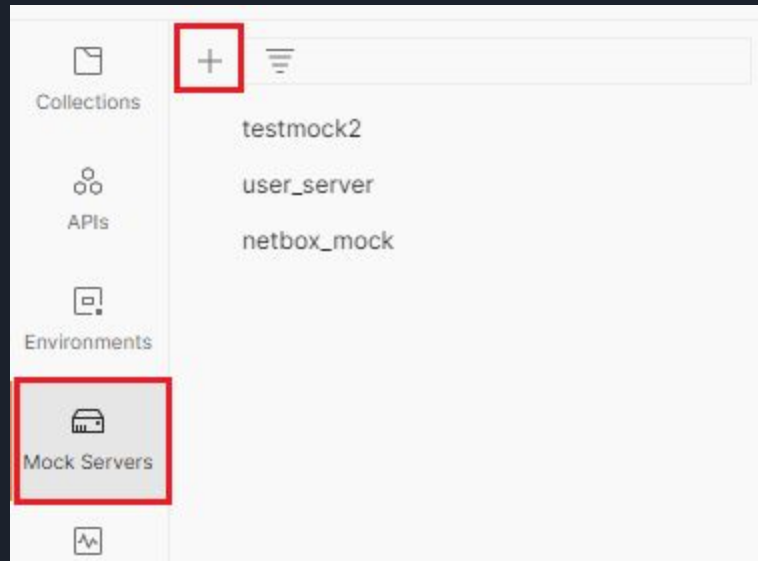 Collections
APIs
Environments
Mock Servers
testmock2
user_server
netbox_mock